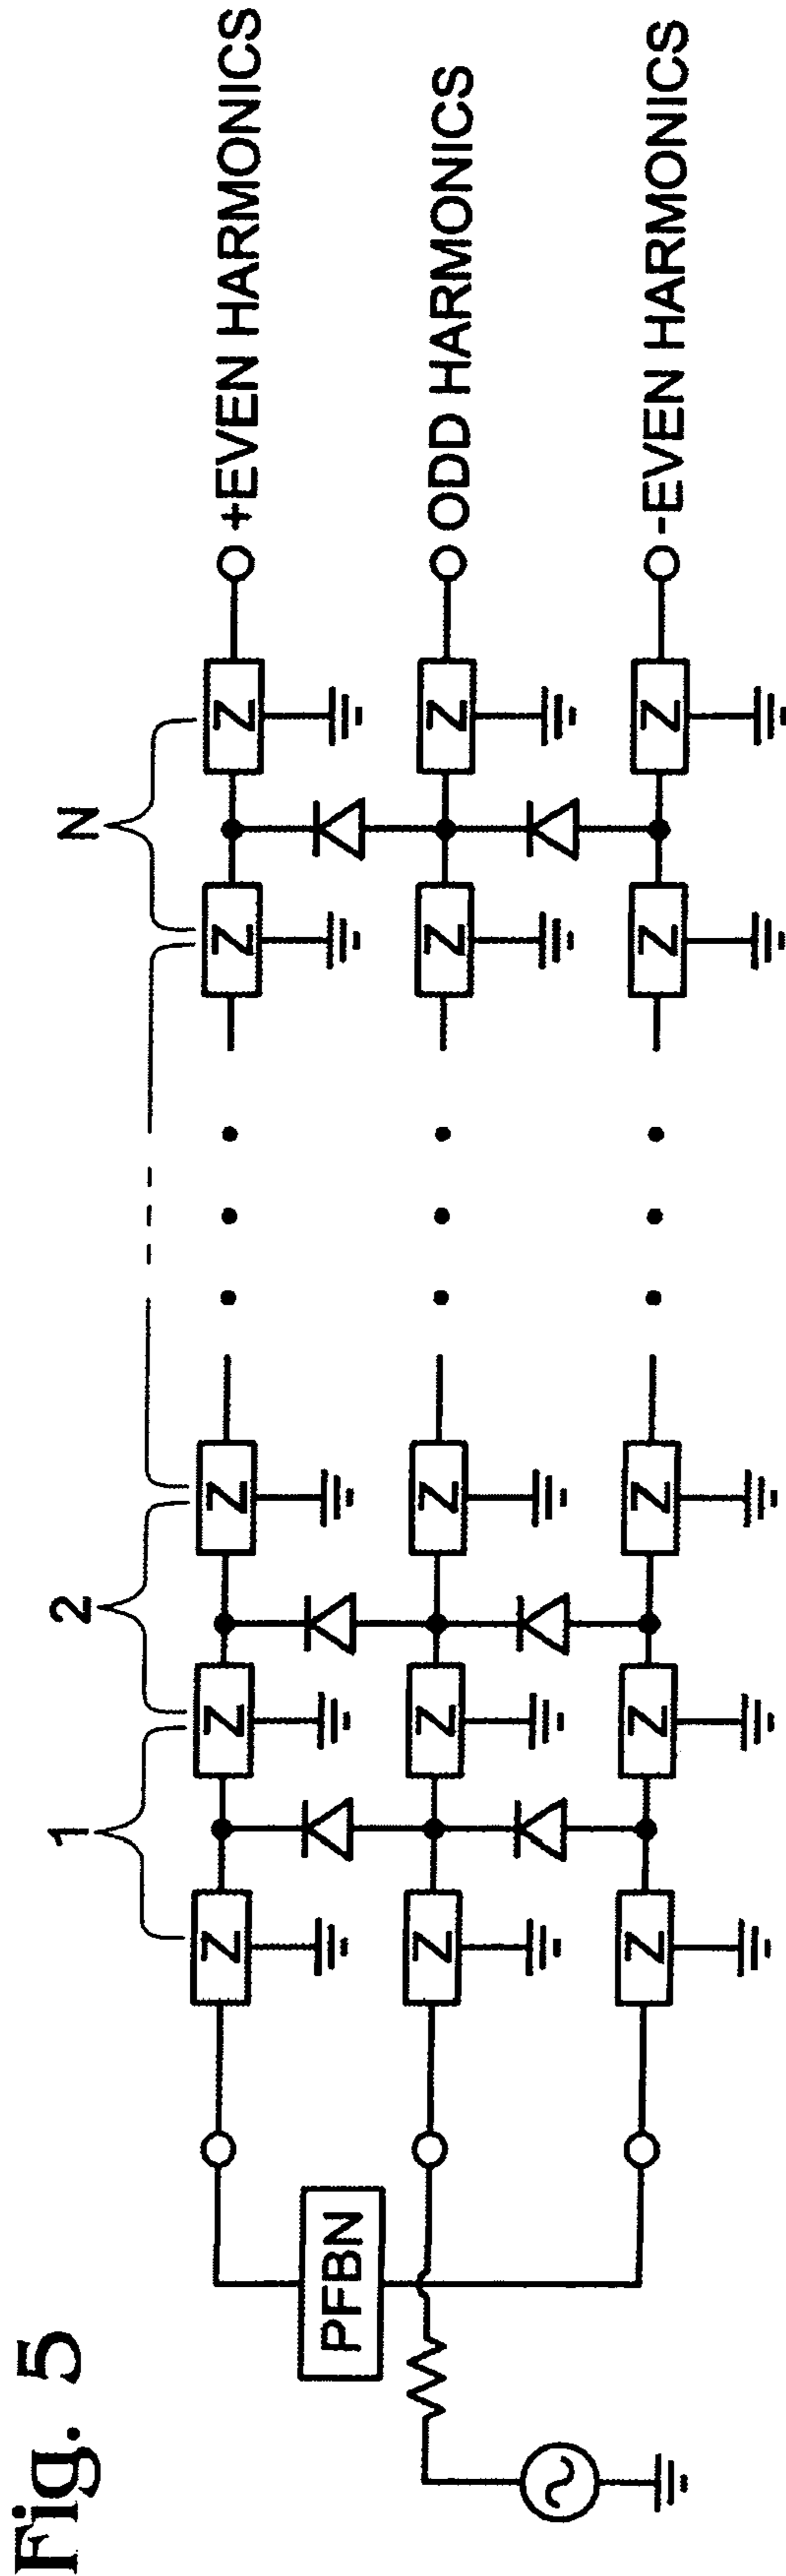 Fig. 5
PFBN
1
2
N
Z Z Z Z Z
+EVEN HARMONICS
Z Z Z Z Z
ODD HARMONICS
Z Z Z Z Z
-EVEN HARMONICS